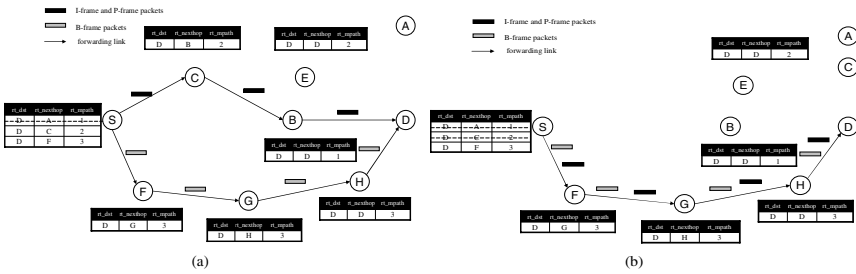 I-frame and P-frame packets
B-frame packets
forwarding link
rt_dst rt_nexthop rt_mpath
D B 2
rt_dst rt_nexthop rt_mpath
D D 2
A
C
E
rt_dst rt_nexthop rt_mpath
D A 1
D C 2
D F 3
S
B
D
rt_dst rt_nexthop rt_mpath
D D 1
F
G
H
rt_dst rt_nexthop rt_mpath
D G 3
rt_dst rt_nexthop rt_mpath
D H 3
rt_dst rt_nexthop rt_mpath
D D 3
(a)
I-frame and P-frame packets
B-frame packets
forwarding link
rt_dst rt_nexthop rt_mpath
D D 2
A
C
E
rt_dst rt_nexthop rt_mpath
D A 1
D C 2
D F 3
S
B
D
rt_dst rt_nexthop rt_mpath
D D 1
F
G
H
rt_dst rt_nexthop rt_mpath
D G 3
rt_dst rt_nexthop rt_mpath
D H 3
rt_dst rt_nexthop rt_mpath
D D 3
(b)